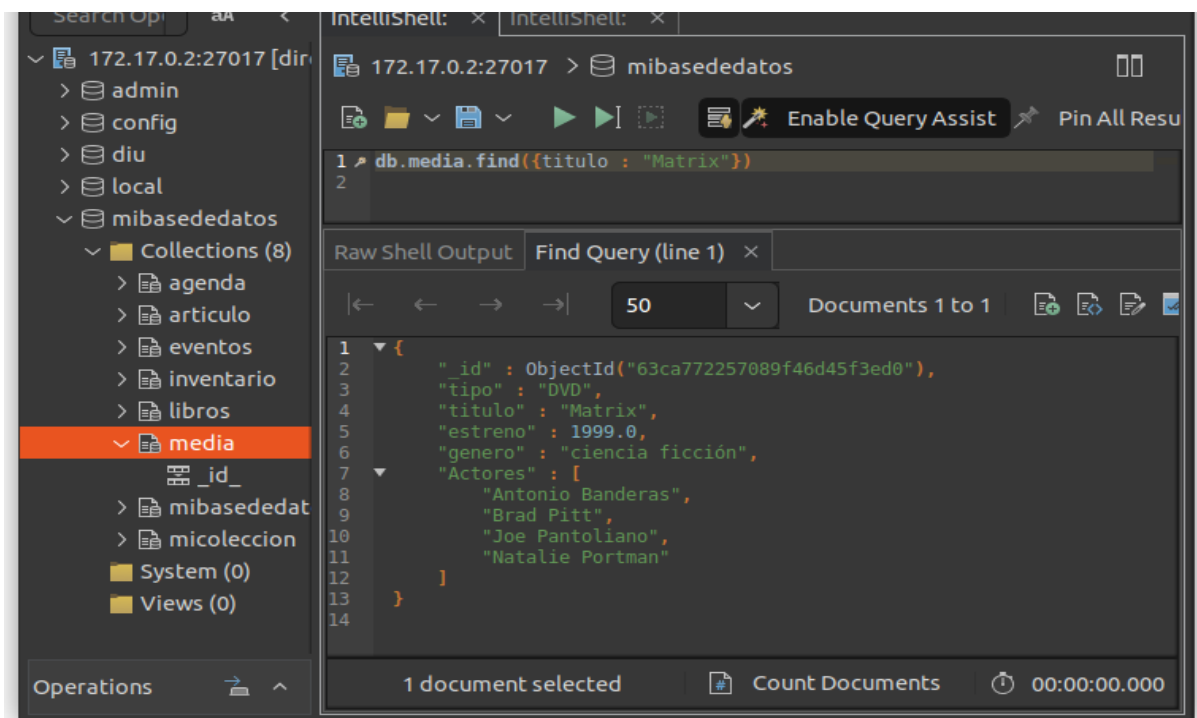 Search Op
aA
172.17.0.2:27017 [dir
admin
config
diu
local
mibasededatos
Collections (8)
agenda
articulo
eventos
inventario
libros
media
_id_
mibasededat
micoleccion
System (0)
Views (0)
Operations
IntelliShell: × IntelliShell: ×
172.17.0.2:27017 > mibasededatos
Enable Query Assist Pin All Resu
1 db.media.find({titulo : "Matrix"})
2
Raw Shell Output Find Query (line 1) ×
50 Documents 1 to 1
1 {
2 "_id" : ObjectId("63ca772257089f46d45f3ed0"),
3 "tipo" : "DVD",
4 "titulo" : "Matrix",
5 "estreno" : 1999.0,
6 "genero" : "ciencia ficción",
7 "Actores" : [
8 "Antonio Banderas",
9 "Brad Pitt",
10 "Joe Pantoliano",
11 "Natalie Portman"
12 ]
13 }
14
1 document selected # Count Documents 00:00:00.000